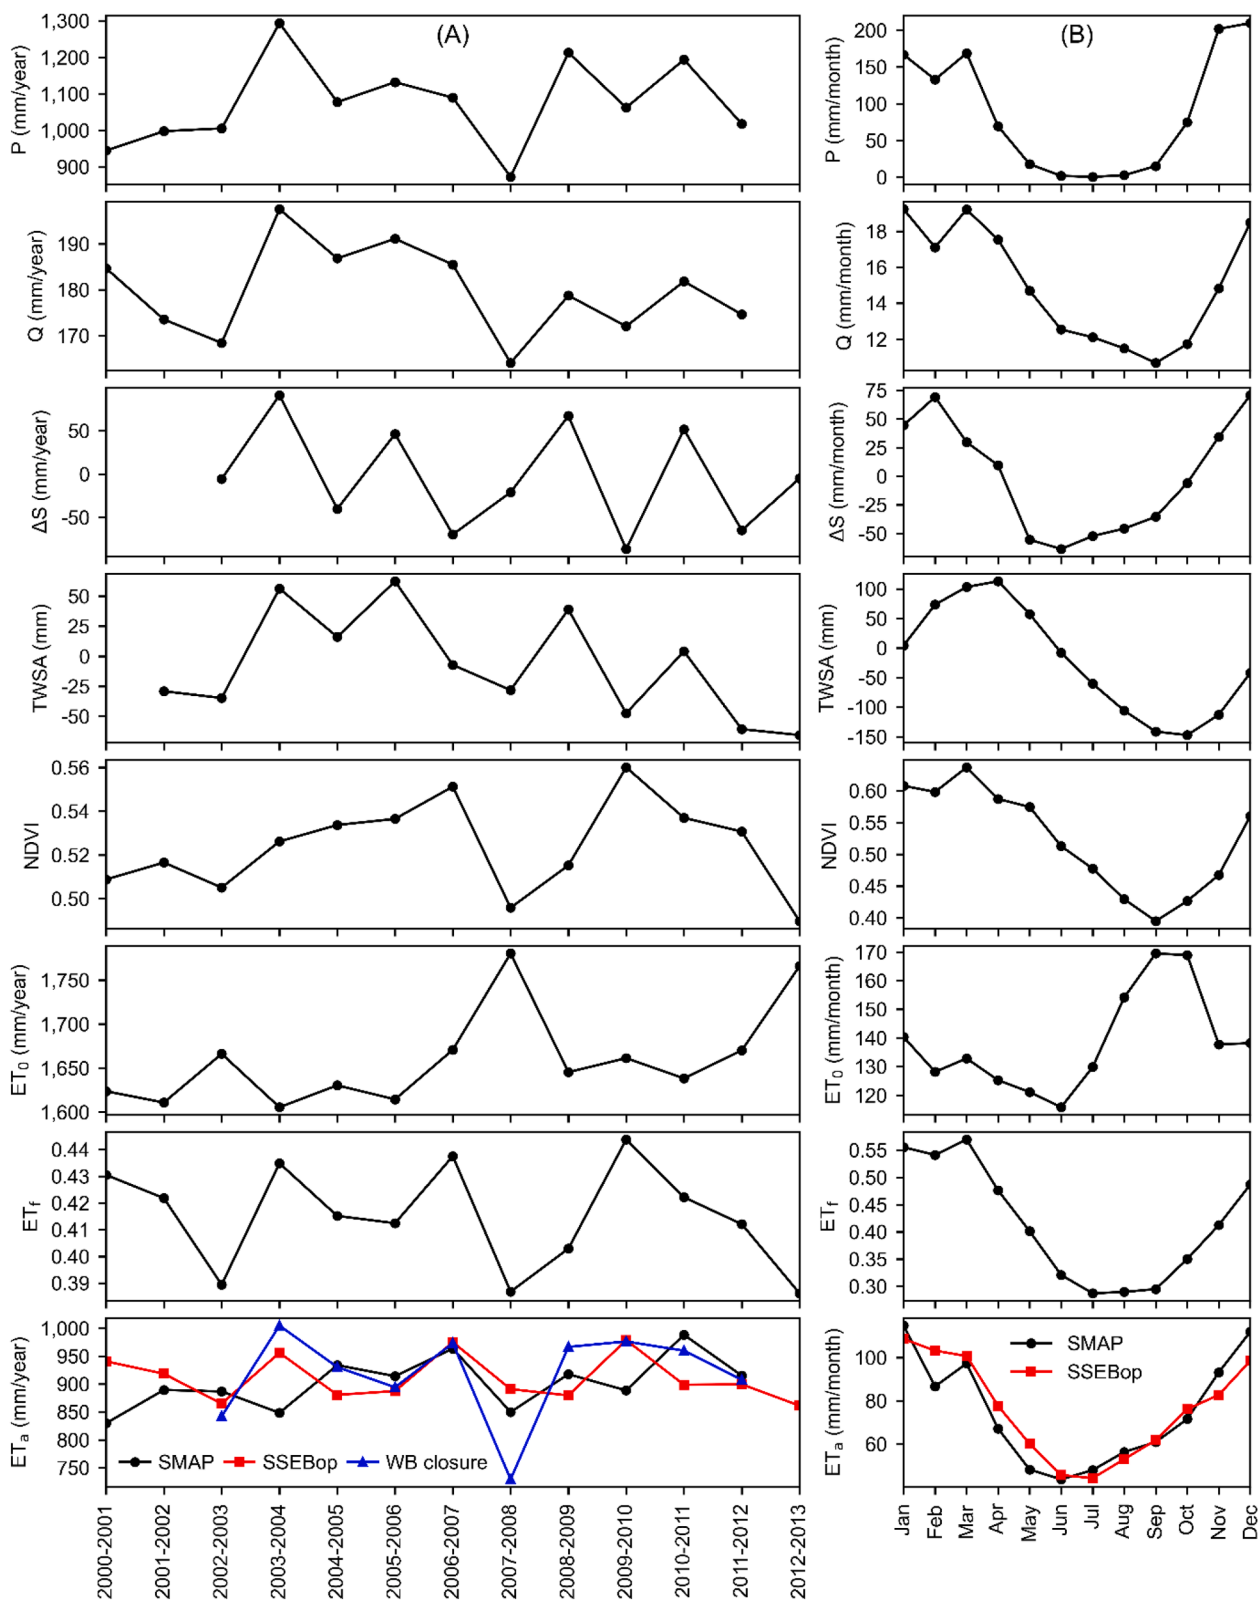 (A)
P (mm/year)
1,300
1,200
1,100
1,000
900
Q (mm/year)
190
180
170
ΔS (mm/year)
50
0
-50
TWSA (mm)
50
25
0
-25
-50
NDVI
0.56
0.54
0.52
0.50
ET0 (mm/year)
1,750
1,700
1,650
1,600
ETf
0.44
0.43
0.42
0.41
0.40
0.39
ETa (mm/year)
1,000
950
900
850
800
750
SMAP SSEBop WB closure
2000-2001
2001-2002
2002-2003
2003-2004
2004-2005
2005-2006
2006-2007
2007-2008
2008-2009
2009-2010
2010-2011
2011-2012
2012-2013
(B)
P (mm/month)
200
150
100
50
0
Q (mm/month)
18
16
14
12
ΔS (mm/month)
75
50
25
0
-25
-50
TWSA (mm)
100
50
0
-50
-100
-150
NDVI
0.60
0.55
0.50
0.45
0.40
ET0 (mm/month)
170
160
150
140
130
120
ETf
0.55
0.50
0.45
0.40
0.35
0.30
ETa (mm/month)
100
80
60
SMAP
SSEBop
Jan
Feb
Mar
Apr
May
Jun
Jul
Aug
Sep
Oct
Nov
Dec